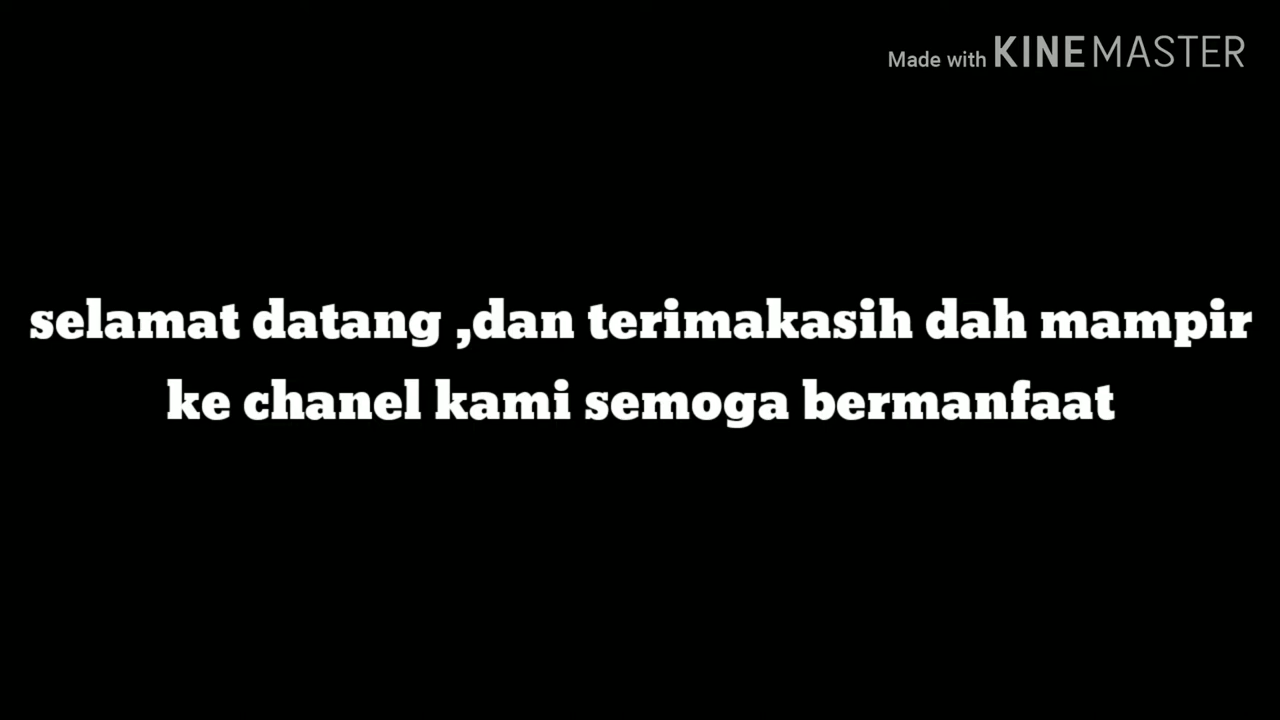 Made with KINEMASTER
selamat datang ,dan terimakasih dah mampir
ke chanel kami semoga bermanfaat